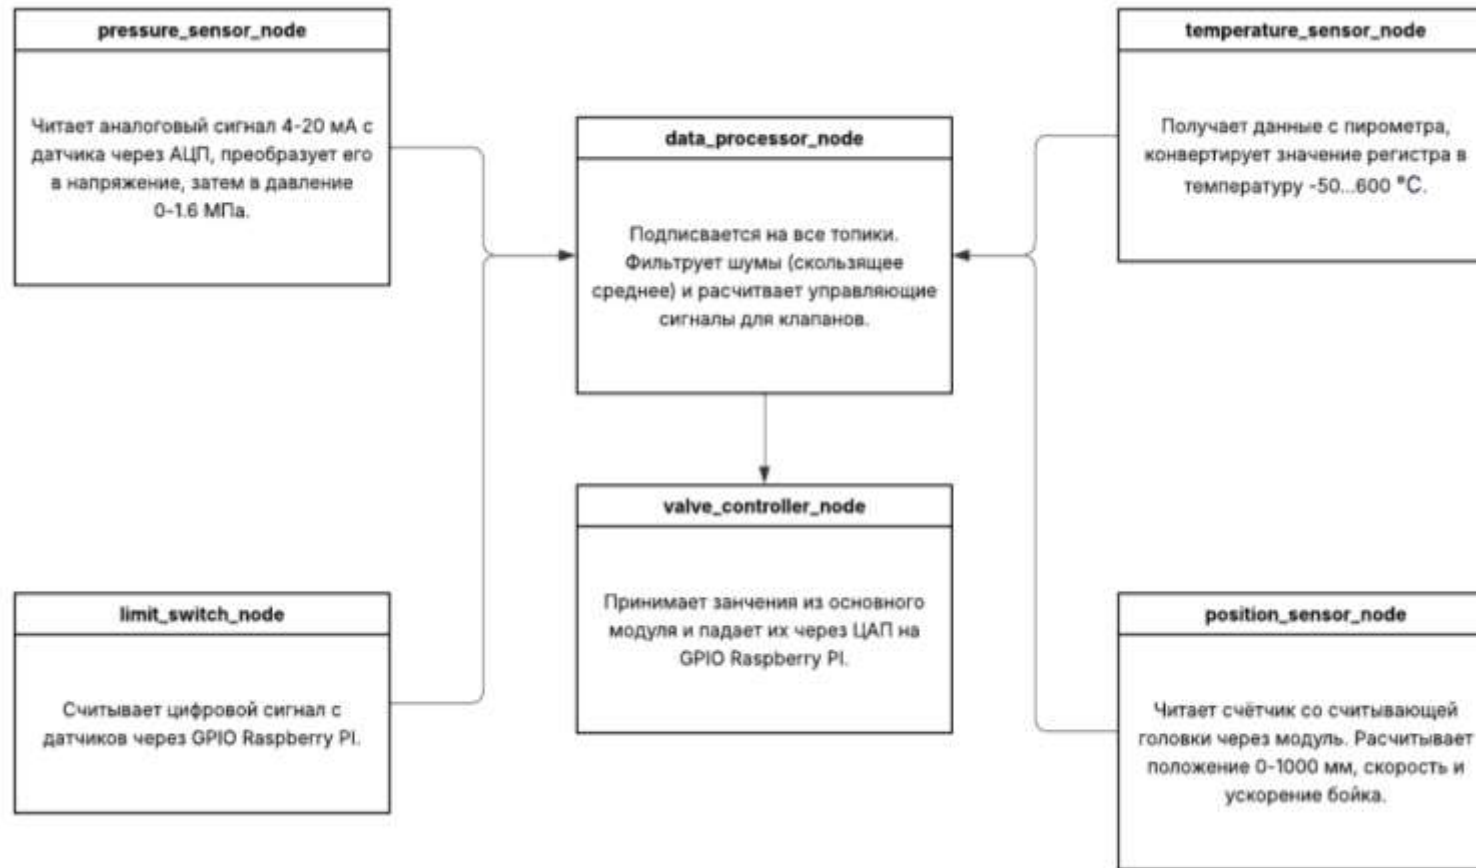 pressure_sensor_node
Читает аналоговый сигнал 4-20 мА с
датчика через АЦП, преобразует его
в напряжение, затем в давление
0-1.6 МПа.
temperature_sensor_node
Получает данные с пирометра,
конвертирует значение регистра в
температуру -50...600 °C.
data_processor_node
Подписвается на все топики.
Фильтрует шумы (скользящее
среднее) и расчитвает управляющие
сигналы для клапанов.
valve_controller_node
Принимает занчения из основного
модуля и падает их через ЦАП на
GPIO Raspberry PI.
limit_switch_node
Считывает цифровой сигнал с
датчиков через GPIO Raspberry PI.
position_sensor_node
Читает счётчик со считывающей
головки через модуль. Расчитывает
положение 0-1000 мм, скорость и
ускорение бойка.